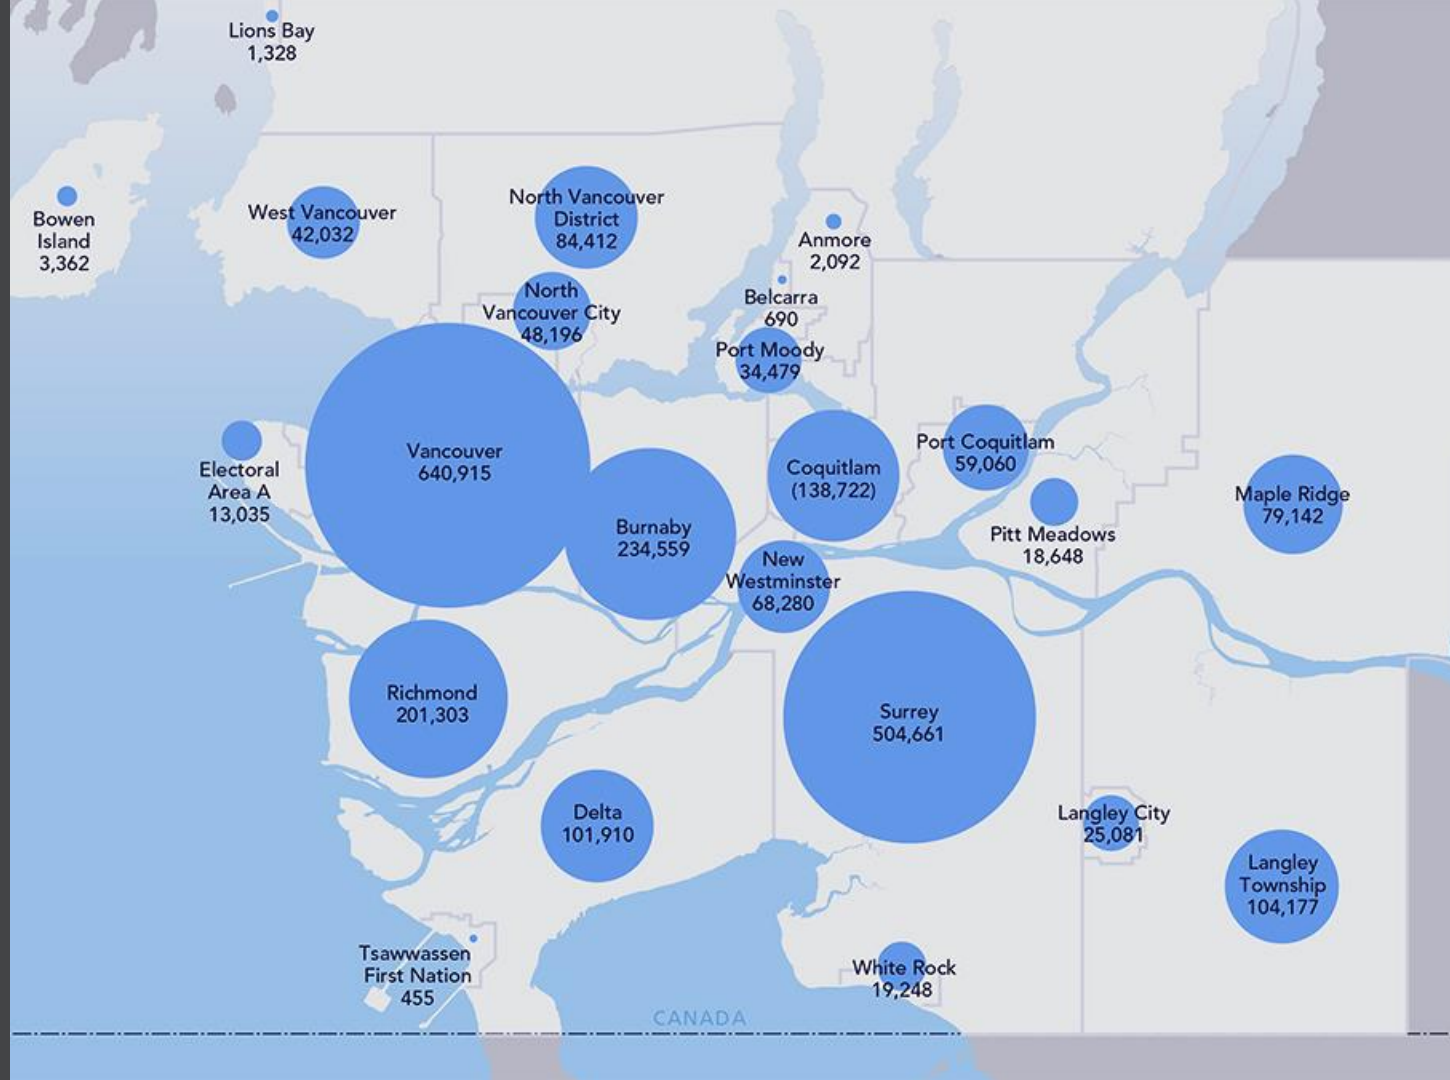 Lions Bay
1,328
Bowen
Island
3,362
West Vancouver
42,032
North Vancouver
District
84,412
Anmore
2,092
North
Vancouver City
48,196
Belcarra
690
Port Moody
34,479
Electoral
Area A
13,035
Vancouver
640,915
Burnaby
234,559
Coquitlam
(138,722)
Port Coquitlam
59,060
Pitt Meadows
18,648
Maple Ridge
79,142
New
Westminster
68,280
Richmond
201,303
Surrey
504,661
Delta
101,910
Langley City
25,081
Langley
Township
104,177
Tsawwassen
First Nation
455
White Rock
19,248
CANADA